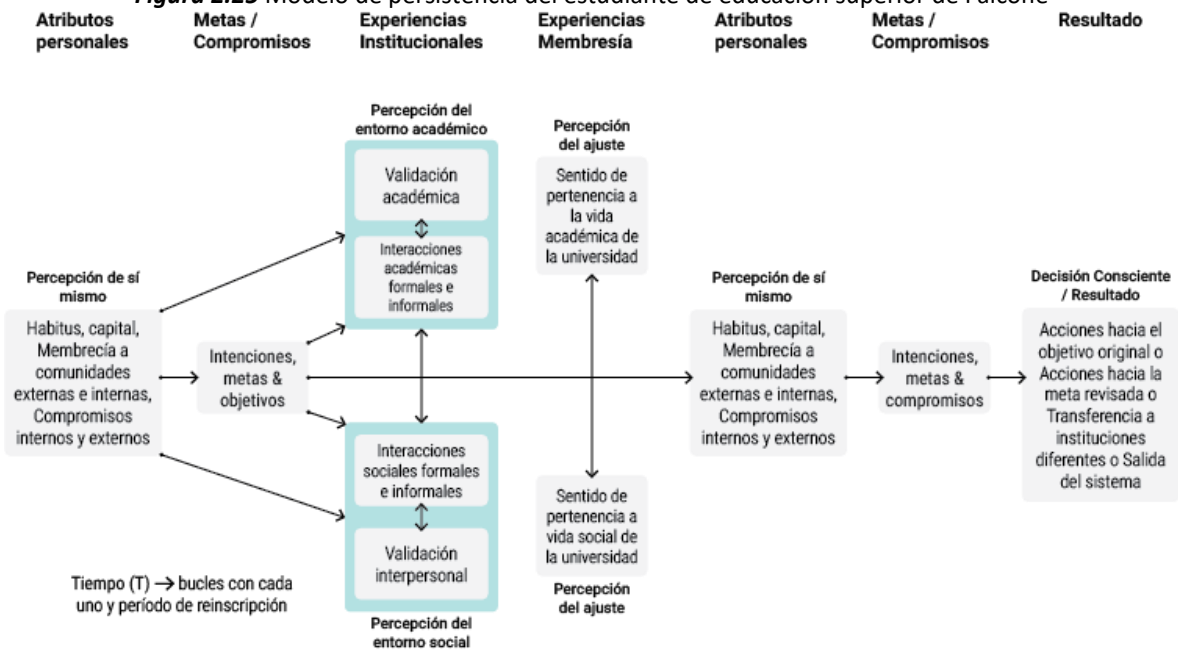 Modelo de persistencia del estudiante de educación superior de Falcone
Atributos
personales
Metas /
Compromisos
Experiencias
Institucionales
Experiencias
Membresía
Atributos
personales
Metas /
Compromisos
Resultado
Percepción de sí
mismo
Habitus, capital,
Membrecía a
comunidades
externas e internas,
Compromisos
internos y externos
Intenciones,
metas &
objetivos
Percepción del
entorno académico
Validación
académica
Interacciones
académicas
formales e
informales
Interacciones
sociales formales
e informales
Validación
interpersonal
Percepción del
entorno social
Percepción
del ajuste
Sentido de
pertenencia a
la vida
académica de
la universidad
Sentido de
pertenencia a
vida social de
la universidad
Percepción
del ajuste
Percepción de sí
mismo
Habitus, capital,
Membrecía a
comunidades
externas e internas,
Compromisos
internos y externos
Intenciones,
metas &
compromisos
Decisión Consciente
/ Resultado
Acciones hacia el
objetivo original o
Acciones hacia la
meta revisada o
Transferencia a
instituciones
diferentes o Salida
del sistema
Tiempo (T) → bucles con cada
uno y período de reinscripción